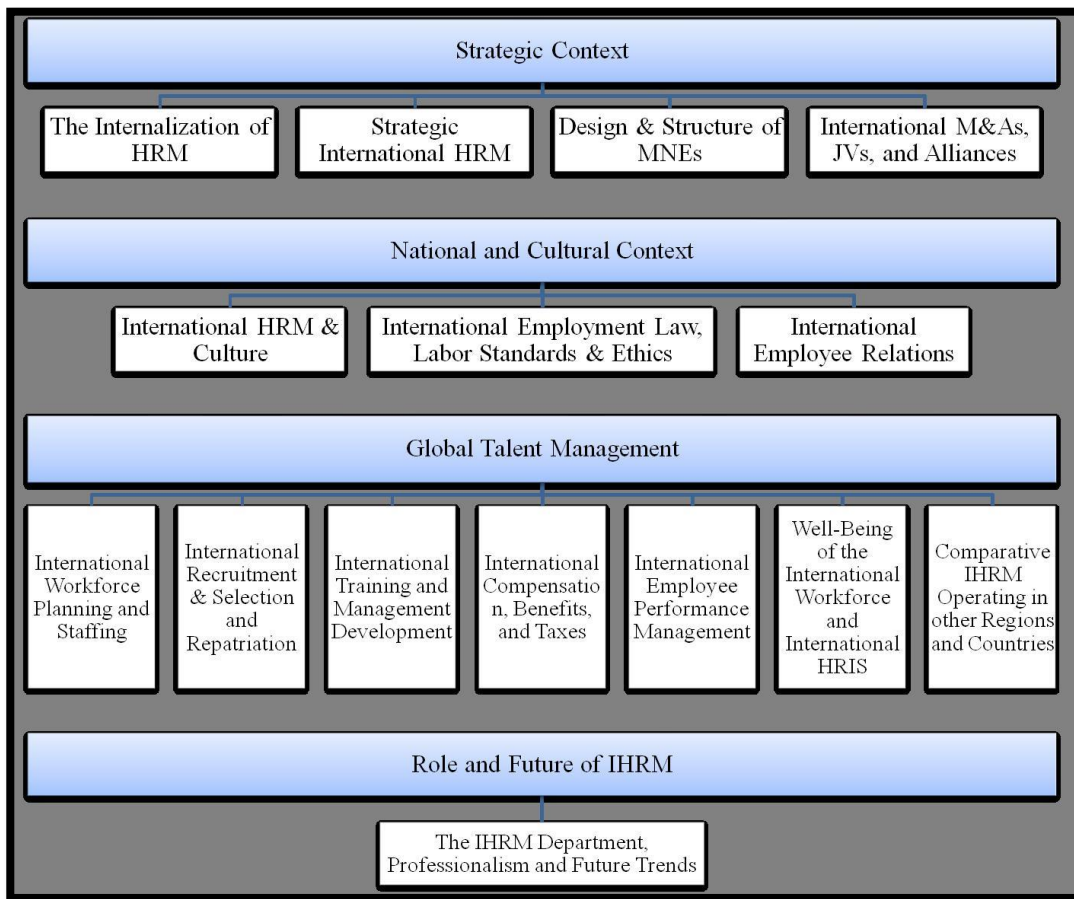 Strategic Context
The Internalization of
HRM
Strategic
International HRM
Design & Structure of
MNEs
International M&As,
JVs, and Alliances
National and Cultural Context
International HRM &
Culture
International Employment Law,
Labor Standards & Ethics
International
Employee Relations
Global Talent Management
International
Workforce
Planning and
Staffing
International
Recruitment
& Selection
and
Repatriation
International
Training and
Management
Development
International
Compensatio
n, Benefits,
and Taxes
International
Employee
Performance
Management
Well-Being
of the
International
Workforce
and
International
HRIS
Comparative
IHRM
Operating in
other Regions
and Countries
Role and Future of IHRM
The IHRM Department,
Professionalism and Future Trends